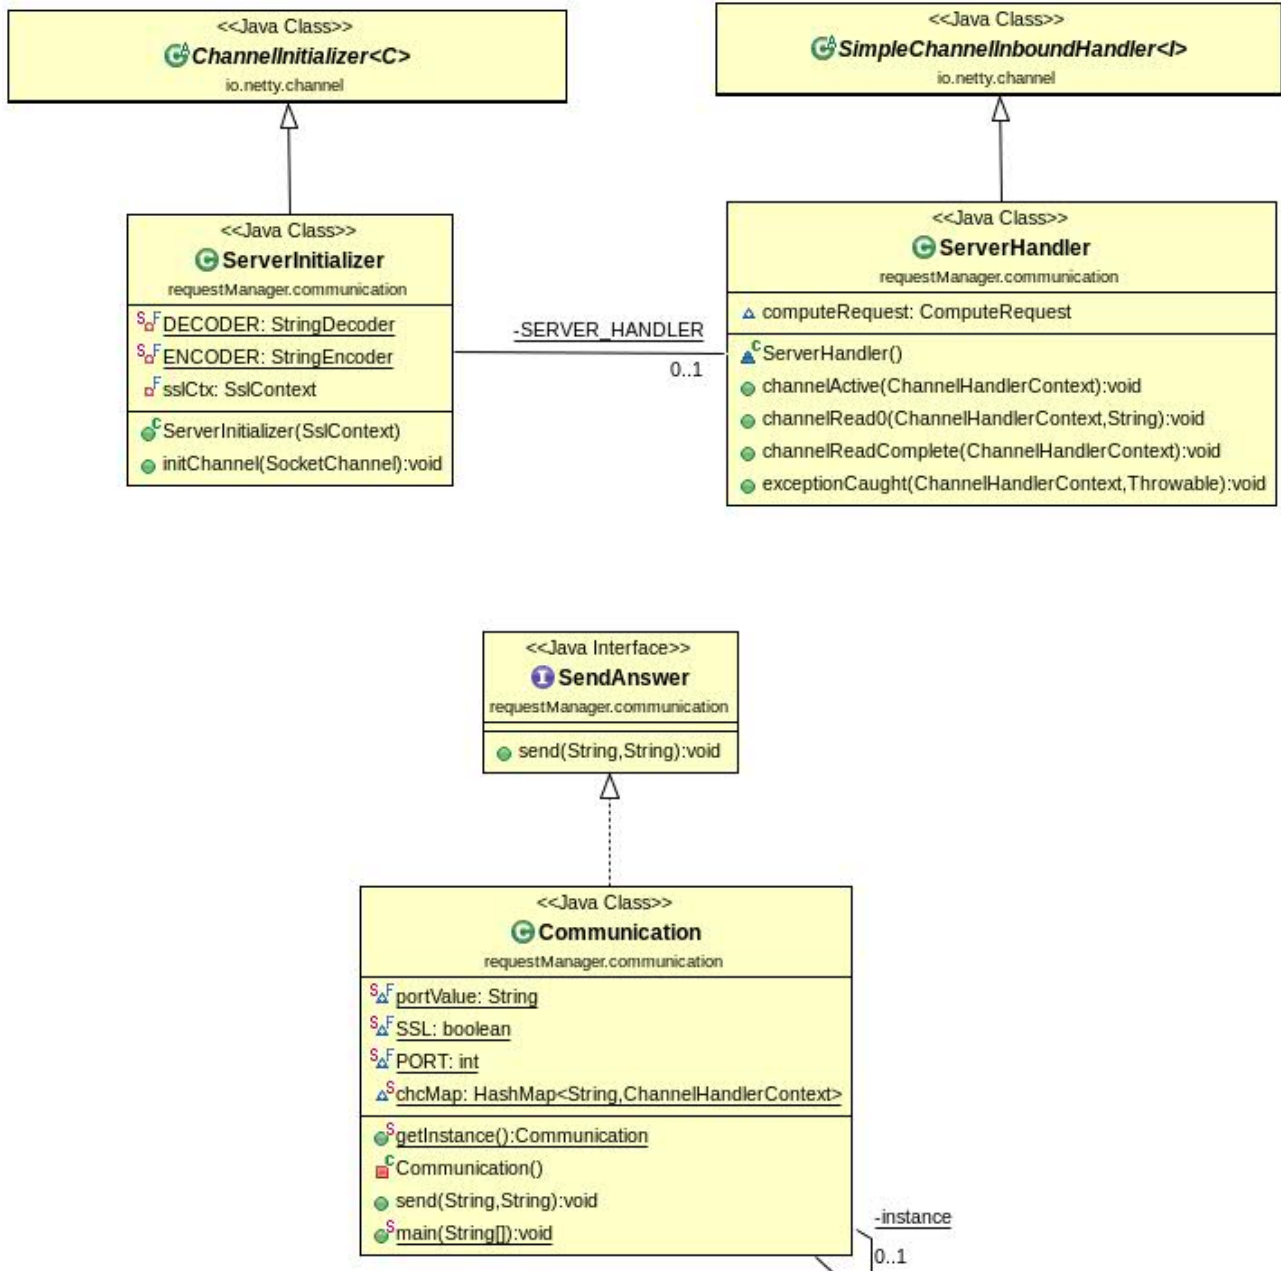 <<Java Class>>
ChannelInitializer<C>
io.netty.channel
<<Java Class>>
SimpleChannelInboundHandler<I>
io.netty.channel
<<Java Class>>
ServerInitializer
requestManager.communication
DECODER: StringDecoder
ENCODER: StringEncoder
sslCtx: SslContext
ServerInitializer(SslContext)
initChannel(SocketChannel):void
-SERVER_HANDLER
0..1
<<Java Class>>
ServerHandler
requestManager.communication
computeRequest: ComputeRequest
ServerHandler()
channelActive(ChannelHandlerContext):void
channelRead0(ChannelHandlerContext,String):void
channelReadComplete(ChannelHandlerContext):void
exceptionCaught(ChannelHandlerContext,Throwable):void
<<Java Interface>>
SendAnswer
requestManager.communication
send(String,String):void
<<Java Class>>
Communication
requestManager.communication
portValue: String
SSL: boolean
PORT: int
chcMap: HashMap<String,ChannelHandlerContext>
getInstance():Communication
Communication()
send(String,String):void
main(String[]):void
-instance
0..1